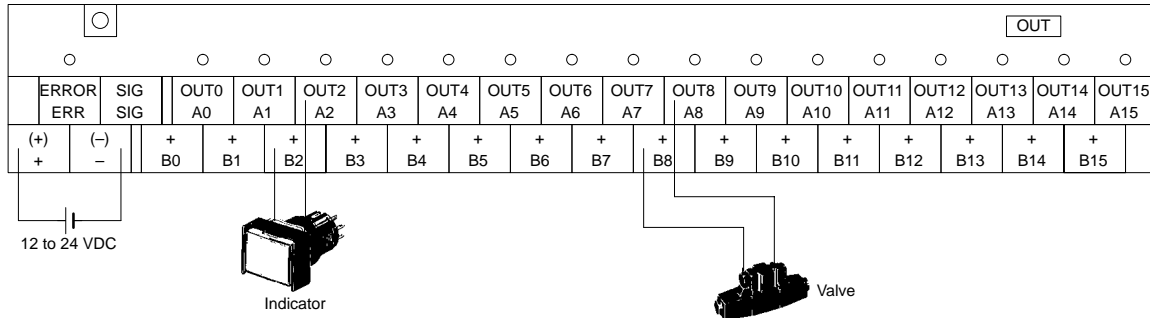 OUT
ERROR SIG OUT0 OUT1 OUT2 OUT3 OUT4 OUT5 OUT6 OUT7 OUT8 OUT9 OUT10 OUT11 OUT12 OUT13 OUT14 OUT15
ERR SIG A0 A1 A2 A3 A4 A5 A6 A7 A8 A9 A10 A11 A12 A13 A14 A15
(+) (–) + + + + + + + + + + + + + + + +
+ – B0 B1 B2 B3 B4 B5 B6 B7 B8 B9 B10 B11 B12 B13 B14 B15
12 to 24 VDC
Indicator
Valve